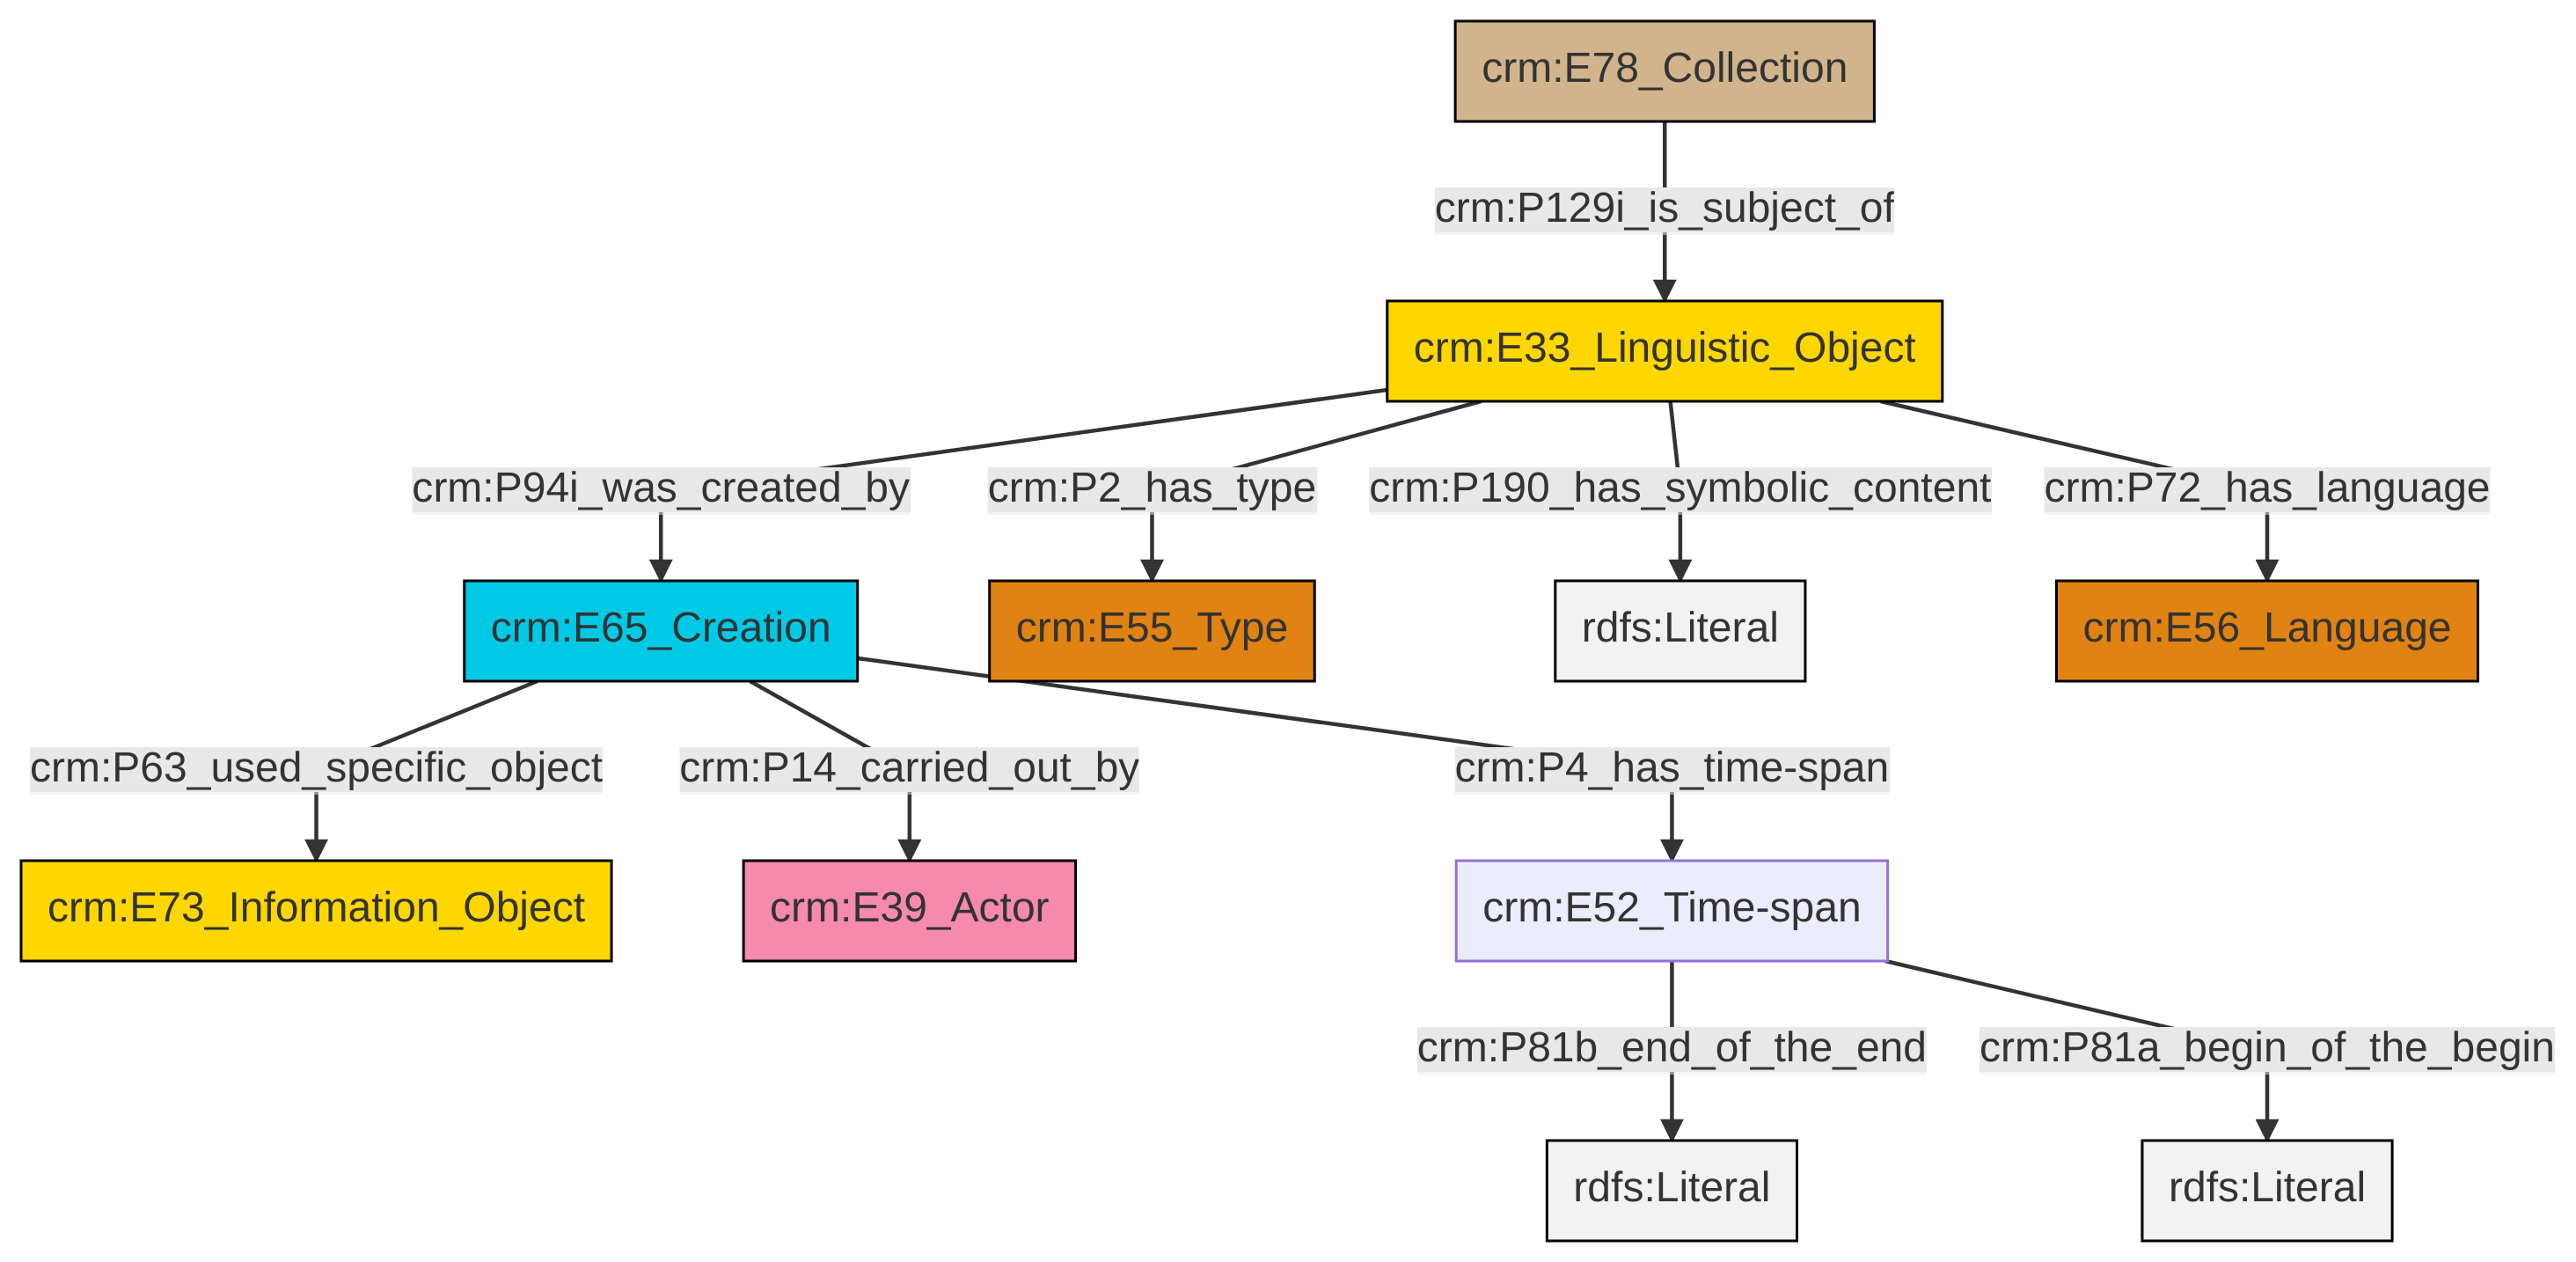 crm:E78_Collection
crm:P129i_is_subject_of
crm:E33_Linguistic_Object
crm:P94i_was_created_by
crm:P2_has_type
crm:P190_has_symbolic_content
crm:P72_has_language
crm:E65_Creation
crm:E55_Type
rdfs:Literal
crm:E56_Language
crm:P63_used_specific_object
crm:P14_carried_out_by
crm:P4_has_time-span
crm:E73_Information_Object
crm:E39_Actor
crm:E52_Time-span
crm:P81b_end_of_the_end
crm:P81a_begin_of_the_begin
rdfs:Literal
rdfs:Literal